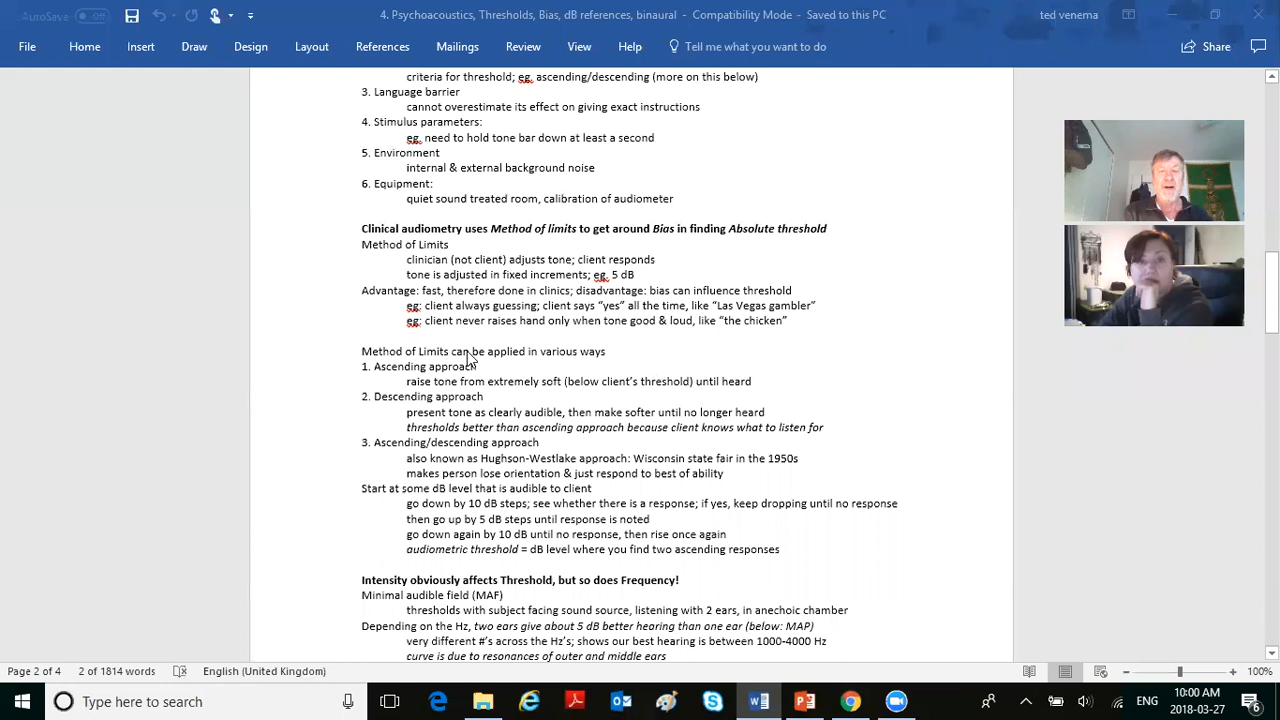 AutoSave Off
4. Psychoacoustics, Thresholds, Bias, dB references, binaural - Compatibility Mode - Saved to this PC
ted venema
File Home Insert Draw Design Layout References Mailings Review View Help Tell me what you want to do Share
criteria for threshold; eg. ascending/descending (more on this below)
3. Language barrier
cannot overestimate its effect on giving exact instructions
4. Stimulus parameters:
eg. need to hold tone bar down at least a second
5. Environment
internal & external background noise
6. Equipment:
quiet sound treated room, calibration of audiometer
Clinical audiometry uses Method of limits to get around Bias in finding Absolute threshold
Method of Limits
clinician (not client) adjusts tone; client responds
tone is adjusted in fixed increments; eg. 5 dB
Advantage: fast, therefore done in clinics; disadvantage: bias can influence threshold
eg: client always guessing; client says “yes” all the time, like “Las Vegas gambler”
eg: client never raises hand only when tone good & loud, like “the chicken”
Method of Limits can be applied in various ways
1. Ascending approach
raise tone from extremely soft (below client’s threshold) until heard
2. Descending approach
present tone as clearly audible, then make softer until no longer heard
thresholds better than ascending approach because client knows what to listen for
3. Ascending/descending approach
also known as Hughson-Westlake approach: Wisconsin state fair in the 1950s
makes person lose orientation & just respond to best of ability
Start at some dB level that is audible to client
go down by 10 dB steps; see whether there is a response; if yes, keep dropping until no response
then go up by 5 dB steps until response is noted
go down again by 10 dB until no response, then rise once again
audiometric threshold = dB level where you find two ascending responses
Intensity obviously affects Threshold, but so does Frequency!
Minimal audible field (MAF)
thresholds with subject facing sound source, listening with 2 ears, in anechoic chamber
Depending on the Hz, two ears give about 5 dB better hearing than one ear (below: MAP)
very different #’s across the Hz’s; shows our best hearing is between 1000-4000 Hz
curve is due to resonances of outer and middle ears
Page 2 of 4 2 of 1814 words English (United Kingdom) 100%
Type here to search
ENG
10:00 AM
2018-03-27
6